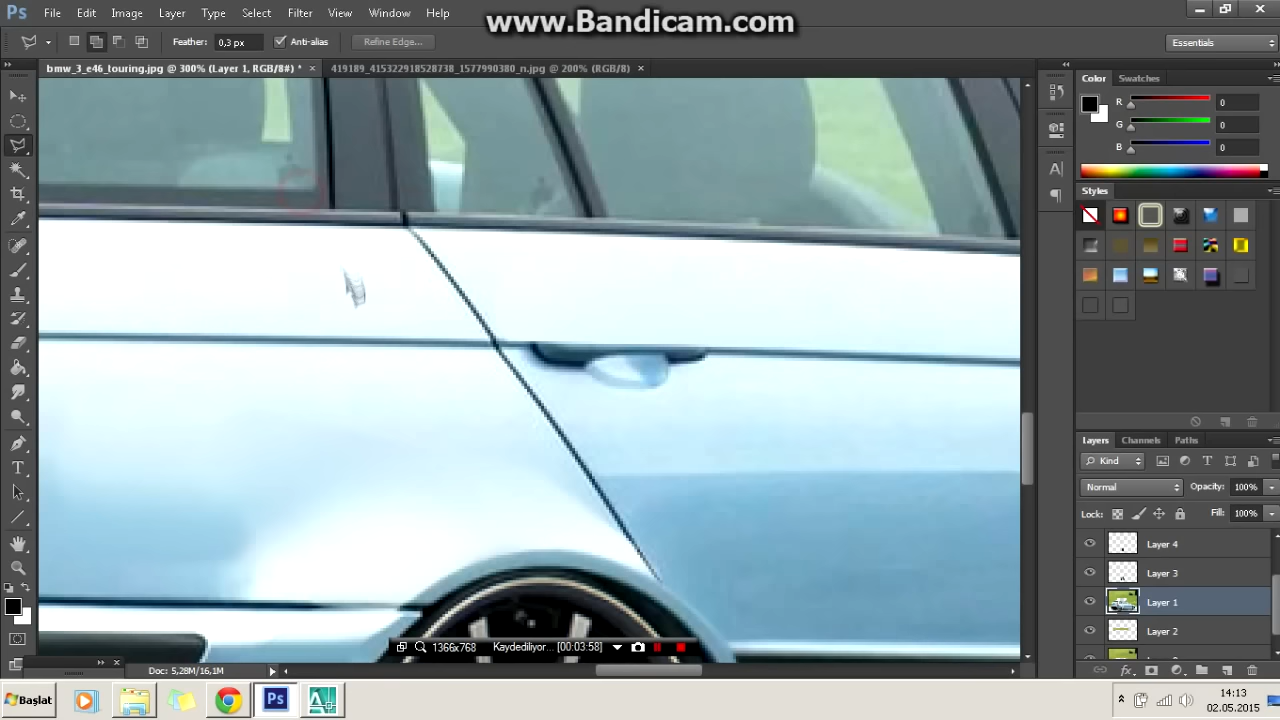 www.Bandicam.com
Ps File Edit Image Layer Type Select Filter View Window Help
Feather: 0,3 px Anti-alias Refine Edge... Essentials
bmw_3_e46_touring.jpg @ 300% (Layer 1, RGB/8#) * × 419189_415322918528738_1577990380_n.jpg @ 200% (RGB/8) ×
Color Swatches
R 0
G 0
B 0
Styles
Layers Channels Paths
Kind
Normal Opacity: 100%
Lock: Fill: 100%
Layer 4
Layer 3
Layer 1
Layer 2
1366x768 Kaydediliyor... [00:03:58]
Doc: 5,28M/16,1M
Başlat Ps
14:13
02.05.2015